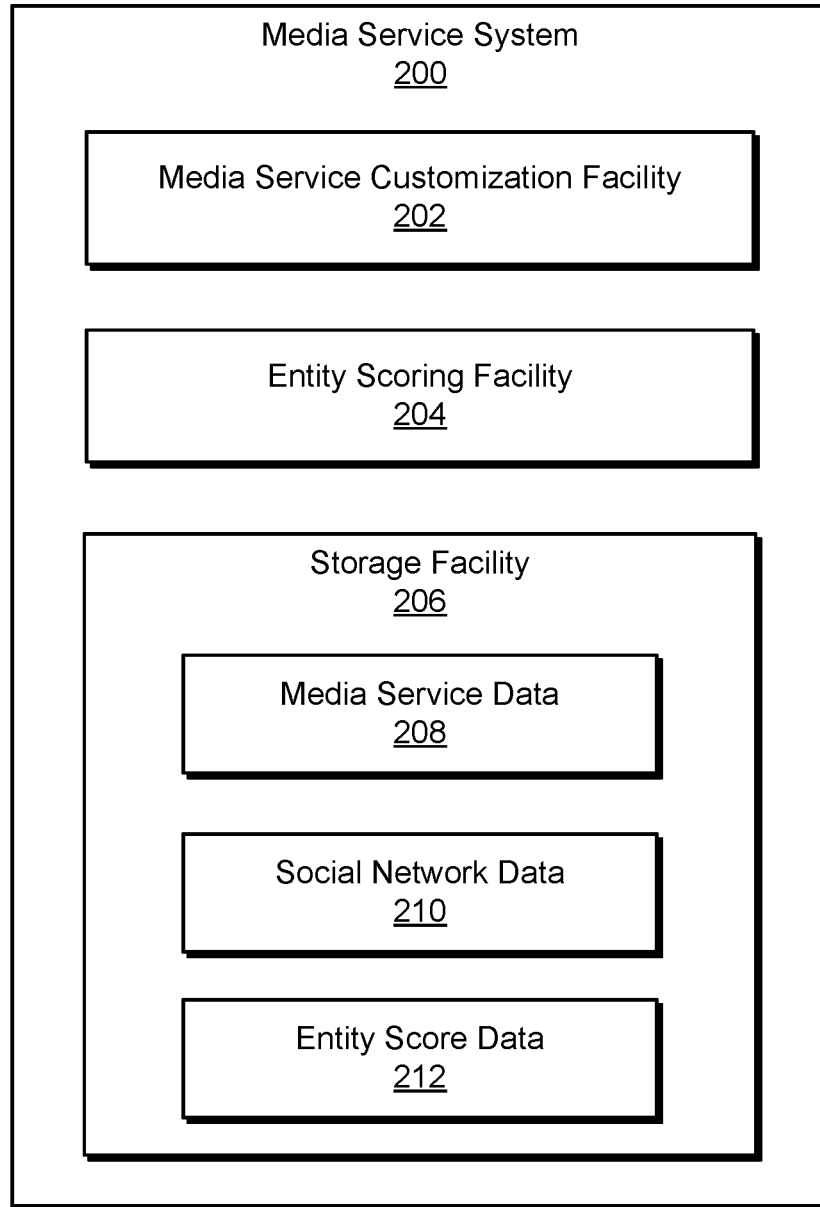 Media Service System
200
Media Service Customization Facility
202
Entity Scoring Facility
204
Storage Facility
206
Media Service Data
208
Social Network Data
210
Entity Score Data
212